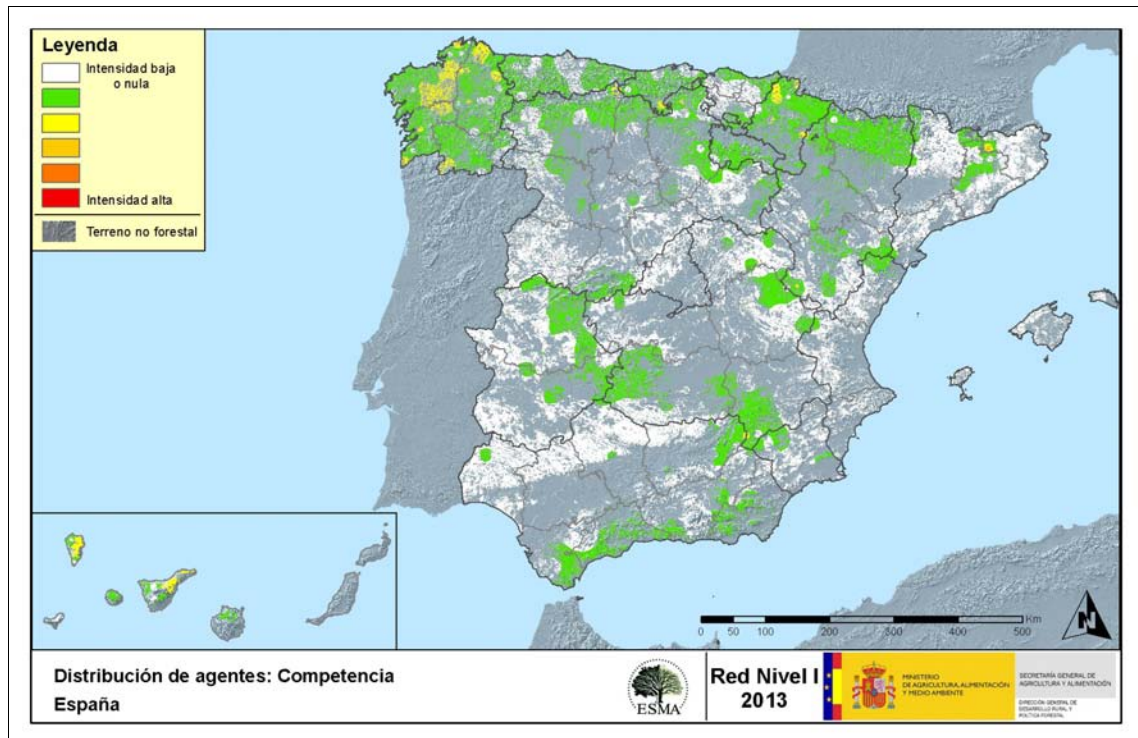 Leyenda
Intensidad baja
o nula
Intensidad alta
Terreno no forestal
Km
0 50 100 200 300 400 500
N
Distribución de agentes: Competencia
España
ESMA
Red Nivel I
2013
MINISTERIO
DE AGRICULTURA, ALIMENTACIÓN
Y MEDIO AMBIENTE
SECRETARÍA GENERAL DE
AGRICULTURA Y ALIMENTACIÓN
DIRECCIÓN GENERAL DE
DESARROLLO RURAL Y
POLÍTICA FORESTAL